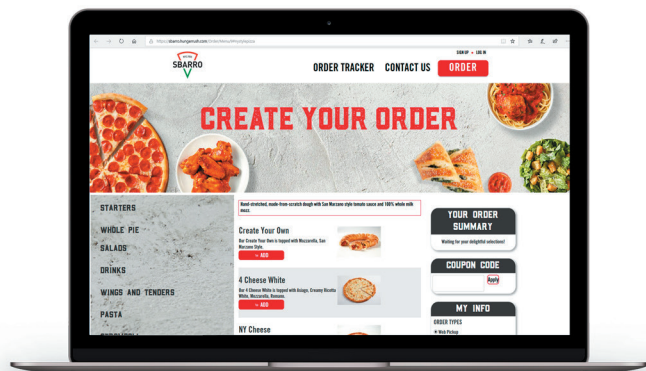 SIGN UP
LOG IN
SBARRO
ORDER TRACKER CONTACT US ORDER
CREATE YOUR ORDER
STARTERS
WHOLE PIE
SALADS
DRINKS
WINGS AND TENDERS
PASTA
Hand-stretched, made-from-scratch dough with San Marzano style tomato sauce and 100% whole milk
mozz.
Create Your Own
Our Create Your Own is topped with Mozzarella, San
Marzano Style.
ADD
4 Cheese White
Our 4 Cheese White is topped with Asiago, Creamy Ricotta
White, Mozzarella, Romano.
ADD
NY Cheese
YOUR ORDER
SUMMARY
Waiting for your delightful selections!
COUPON CODE
Apply
MY INFO
ORDER TYPES
Web Pickup